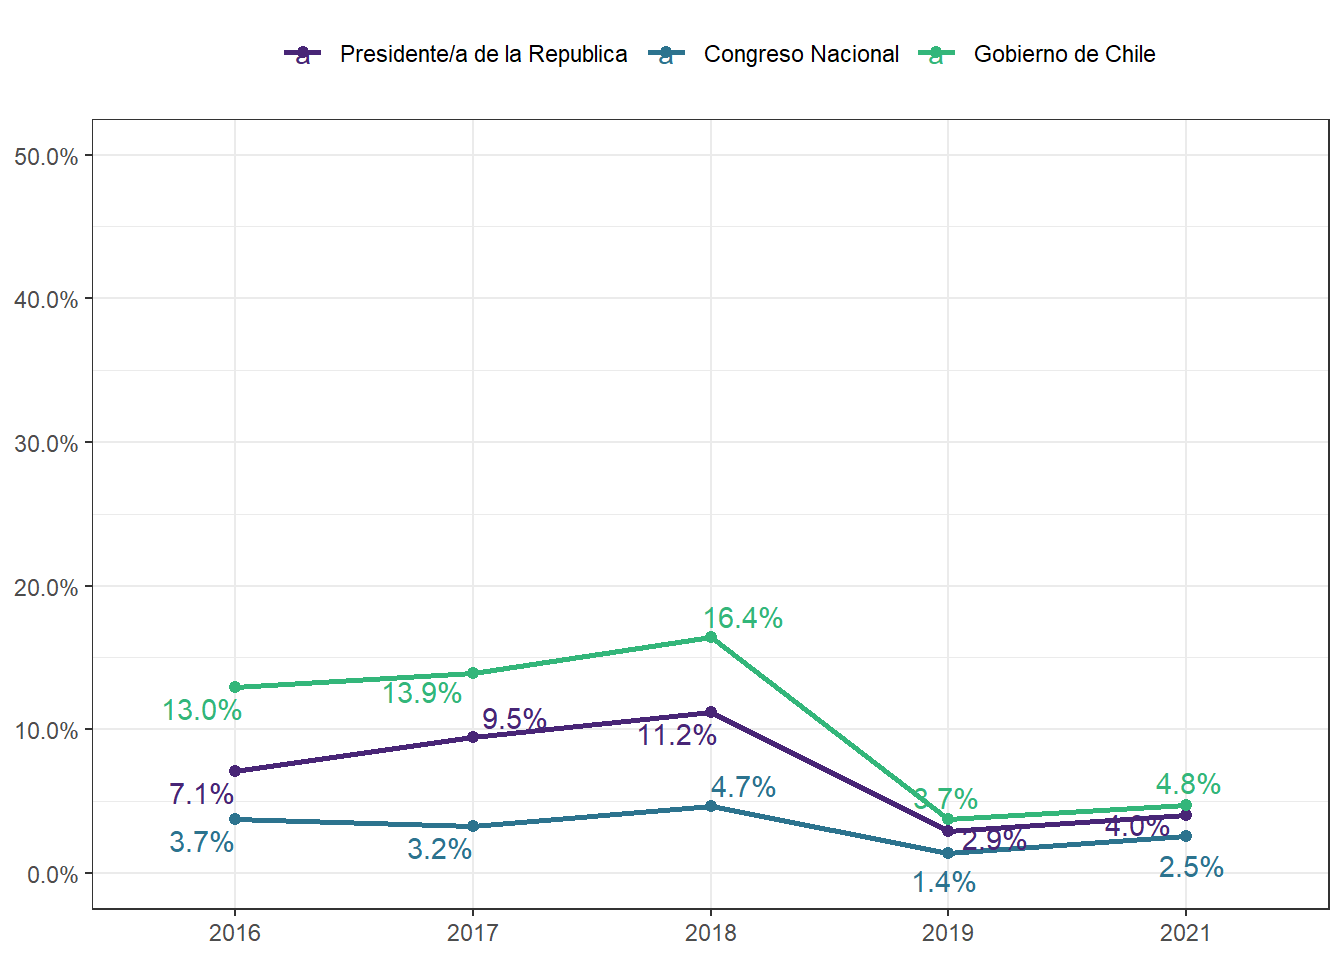 a Presidente/a de la Republica a Congreso Nacional a Gobierno de Chile
50.0%
40.0%
30.0%
20.0%
16.4%
13.0% 13.9%
9.5%
10.0% 11.2%
7.1% 4.7% 3.7% 4.8%
3.7% 3.2% 2.9% 4.0%
0.0% 1.4% 2.5%
2016 2017 2018 2019 2021